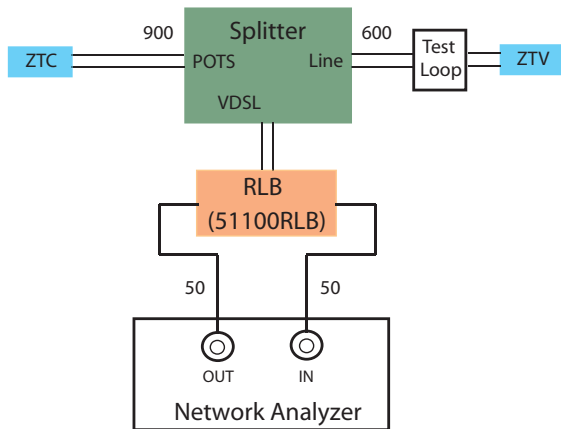 900
Splitter
600
ZTC
POTS
Line
Test
Loop
ZTV
VDSL
RLB
(51100RLB)
50
50
OUT
IN
Network Analyzer